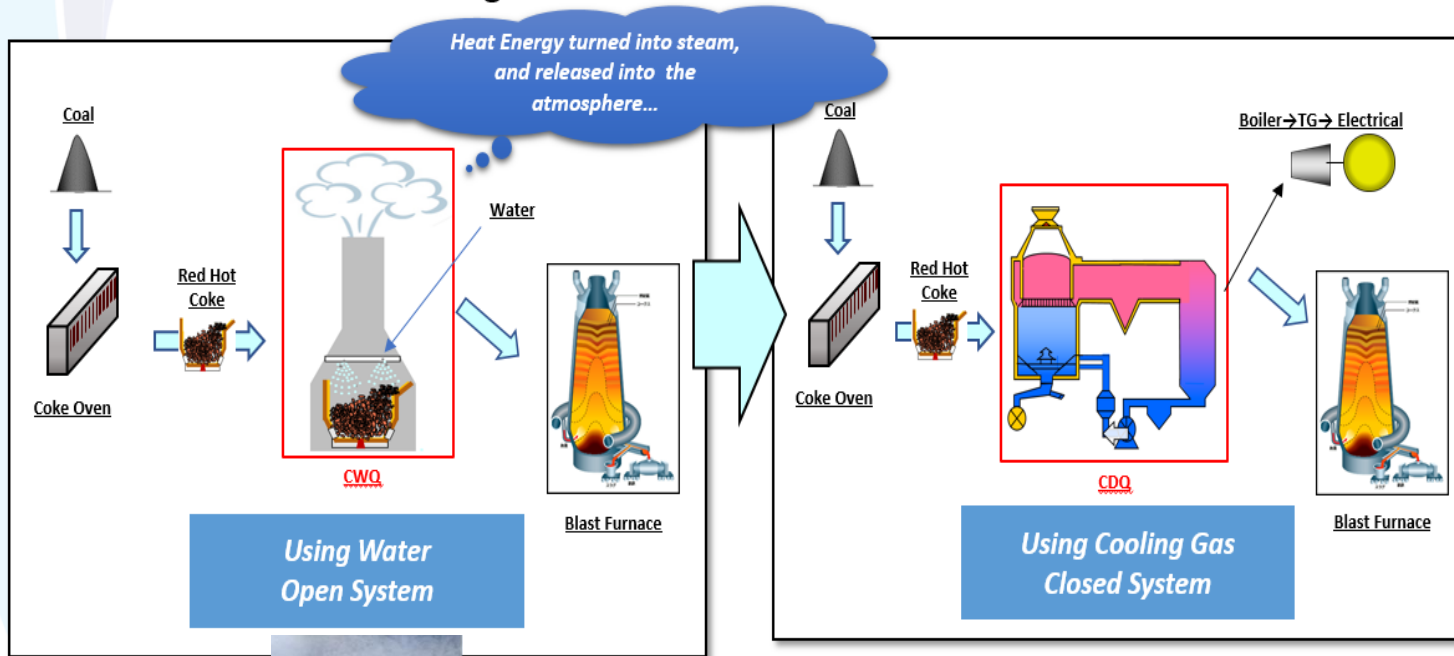 Heat Energy turned into steam,
and released into the
atmosphere...
Coal
Water
Red Hot
Coke
Coke Oven
CWQ
Blast Furnace
Using Water
Open System
Coal
Boiler→TG→ Electrical
Red Hot
Coke
Coke Oven
CDQ
Blast Furnace
Using Cooling Gas
Closed System